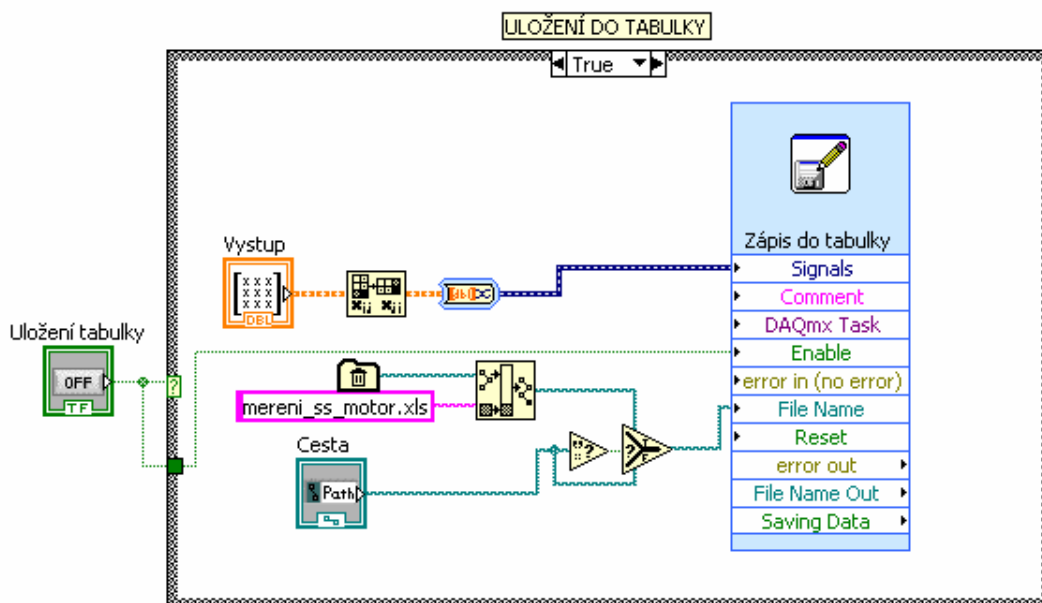 ULOŽENÍ DO TABULKY
True
Zápis do tabulky
Vystup
DBL
Signals
Comment
DAQmx Task
Uložení tabulky
OFF
TF
?
Enable
error in (no error)
mereni_ss_motor.xls
File Name
Cesta
Path
?
?
T
F
Reset
error out
File Name Out
Saving Data